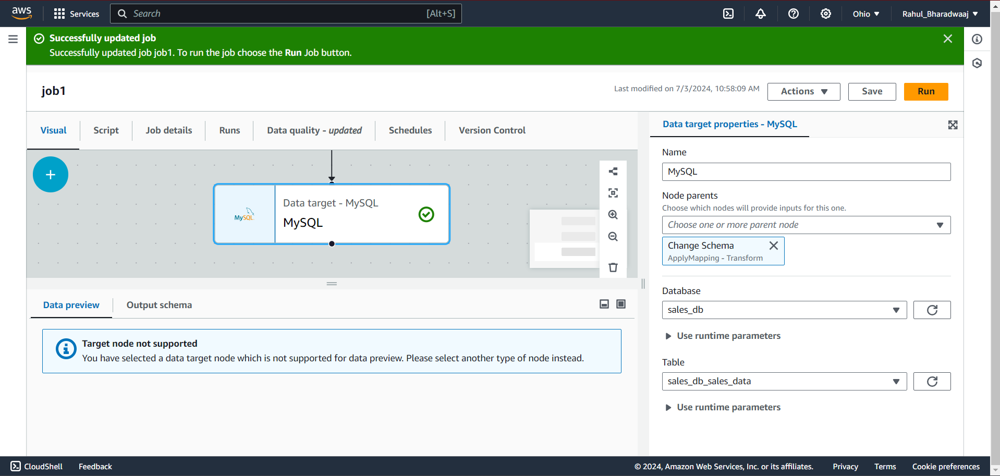 aws
Services
Search
[Alt+S]
Ohio
Rahul_Bharadwaaj
Successfully updated job
Successfully updated job job1. To run the job choose the Run Job button.
job1
Last modified on 7/3/2024, 10:58:09 AM
Actions
Save
Run
Visual
Script
Job details
Runs
Data quality - updated
Schedules
Version Control
Data target properties - MySQL
Name
MySQL
Node parents
Choose which nodes will provide inputs for this one.
Choose one or more parent node
Change Schema
ApplyMapping - Transform
Database
sales_db
Use runtime parameters
Table
sales_db_sales_data
Use runtime parameters
MySQL
Data target - MySQL
MySQL
Data preview
Output schema
Target node not supported
You have selected a data target node which is not supported for data preview. Please select another type of node instead.
CloudShell
Feedback
© 2024, Amazon Web Services, Inc. or its affiliates.
Privacy
Terms
Cookie preferences